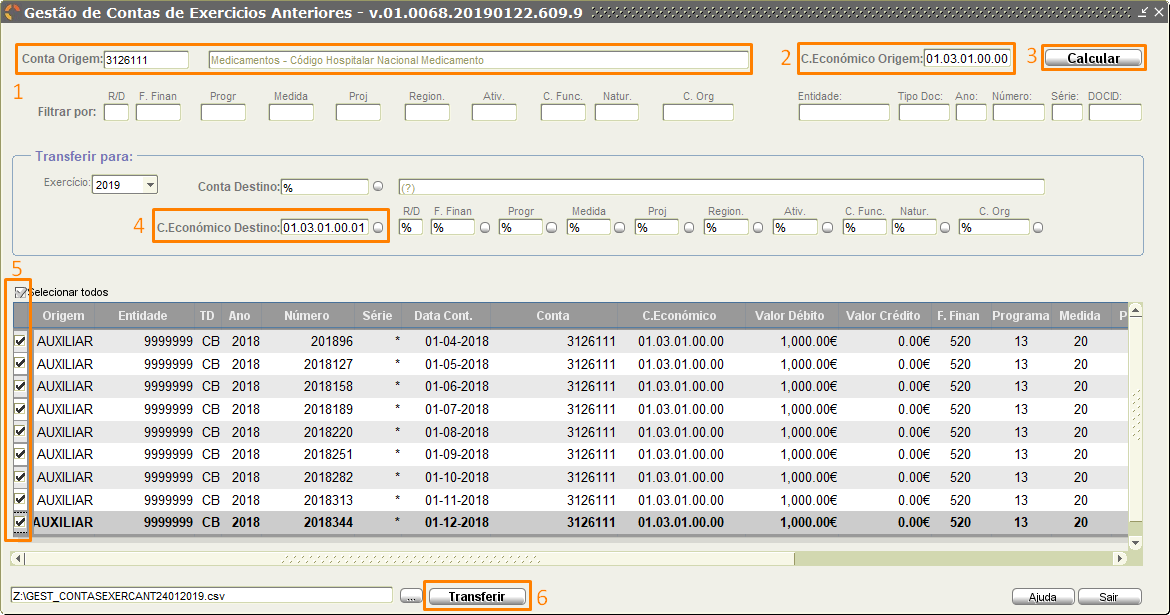 Gestão de Contas de Exercicios Anteriores - v.01.0068.20190122.609.9
Conta Origem: 3126111 Medicamentos - Código Hospitalar Nacional Medicamento 2 C.Económico Origem: 01.03.01.00.00 3 Calcular
1
R/D F. Finan Progr Medida Proj Region. Ativ. C. Func. Natur. C. Org Entidade: Tipo Doc: Ano: Número: Série: DOCID:
Filtrar por:
Transferir para:
Exercício: 2019 Conta Destino: % (?)
R/D F. Finan Progr Medida Proj Region. Ativ. C. Func. Natur. C. Org
4 C.Económico Destino: 01.03.01.00.01 % % % % % % % % % %
5
Selecionar todos
Origem Entidade TD Ano Número Série Data Cont. Conta C.Económico Valor Débito Valor Crédito F. Finan Programa Medida P
AUXILIAR 9999999 CB 2018 201896 * 01-04-2018 3126111 01.03.01.00.00 1,000.00€ 0.00€ 520 13 20
AUXILIAR 9999999 CB 2018 2018127 * 01-05-2018 3126111 01.03.01.00.00 1,000.00€ 0.00€ 520 13 20
AUXILIAR 9999999 CB 2018 2018158 * 01-06-2018 3126111 01.03.01.00.00 1,000.00€ 0.00€ 520 13 20
AUXILIAR 9999999 CB 2018 2018189 * 01-07-2018 3126111 01.03.01.00.00 1,000.00€ 0.00€ 520 13 20
AUXILIAR 9999999 CB 2018 2018220 * 01-08-2018 3126111 01.03.01.00.00 1,000.00€ 0.00€ 520 13 20
AUXILIAR 9999999 CB 2018 2018251 * 01-09-2018 3126111 01.03.01.00.00 1,000.00€ 0.00€ 520 13 20
AUXILIAR 9999999 CB 2018 2018282 * 01-10-2018 3126111 01.03.01.00.00 1,000.00€ 0.00€ 520 13 20
AUXILIAR 9999999 CB 2018 2018313 * 01-11-2018 3126111 01.03.01.00.00 1,000.00€ 0.00€ 520 13 20
AUXILIAR 9999999 CB 2018 2018344 * 01-12-2018 3126111 01.03.01.00.00 1,000.00€ 0.00€ 520 13 20
Z:\GEST_CONTASEXERCANT24012019.csv ... Transferir 6 Ajuda Sair